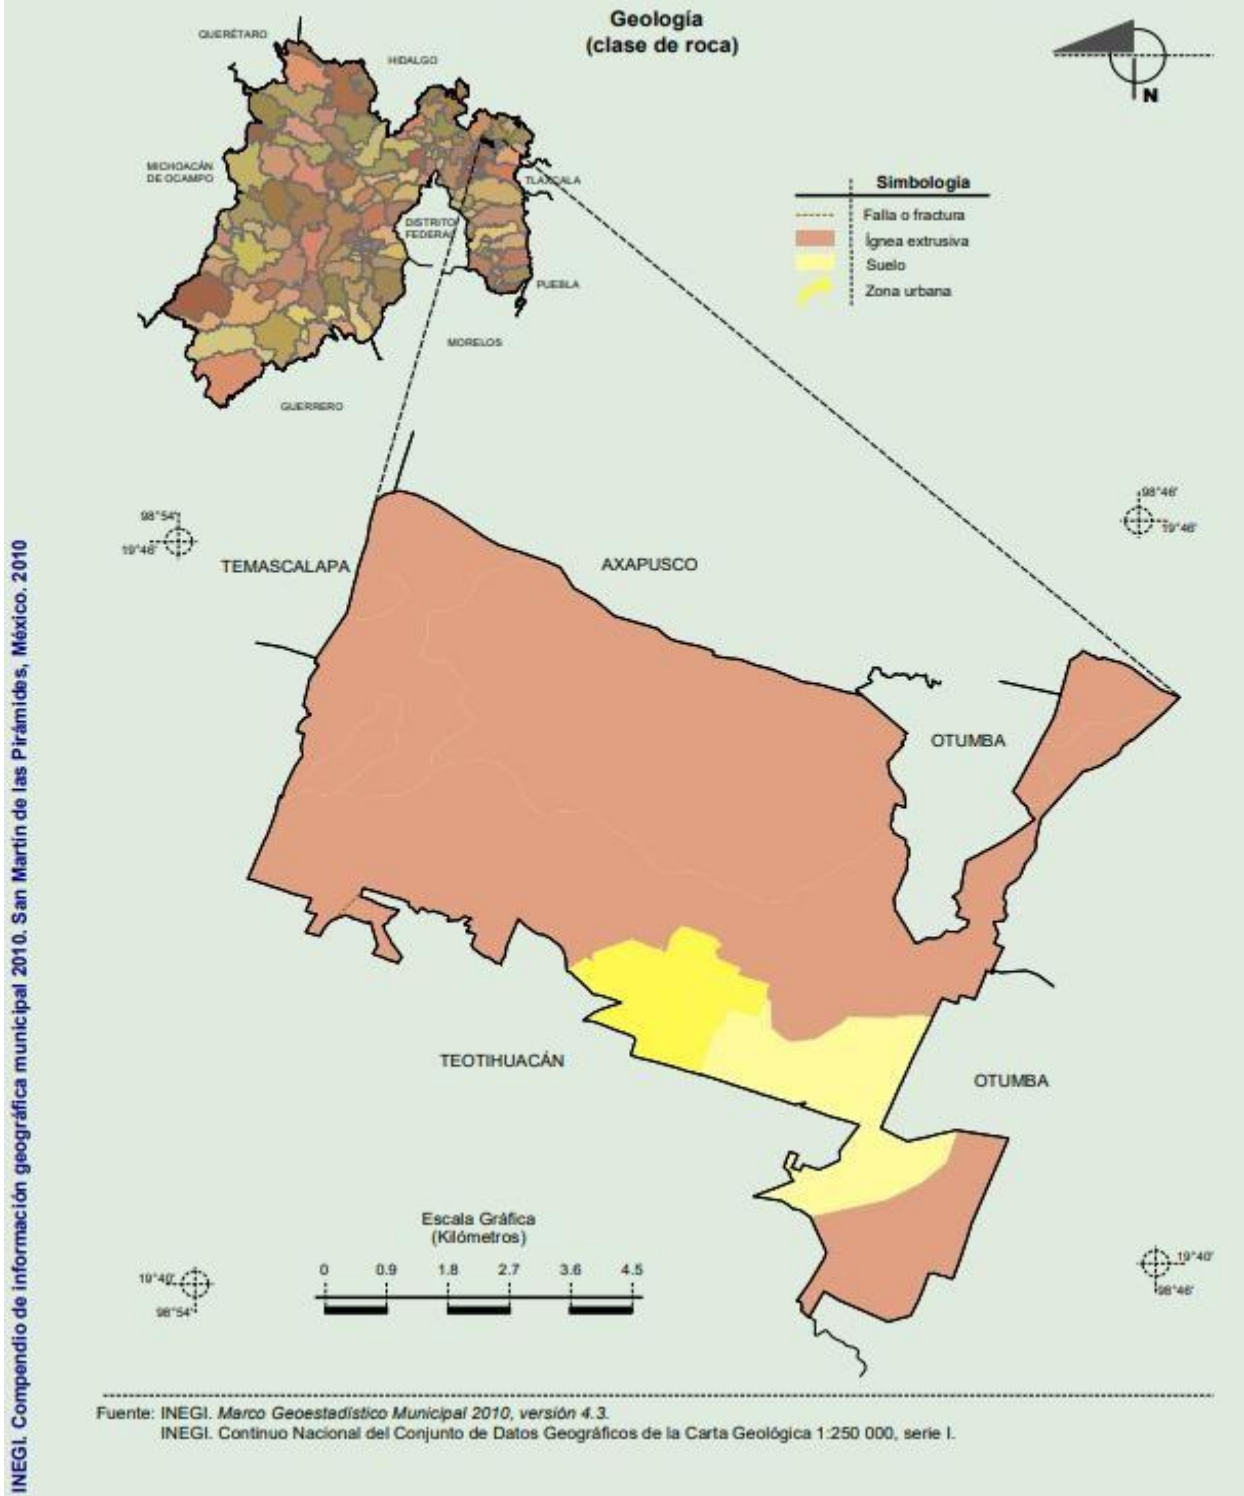 Geología
(clase de roca)
QUERÉTARO
HIDALGO
MICHOACÁN
DE OCAMPO
TLAXCALA
DISTRITO
FEDERAL
PUEBLA
MORELOS
GUERRERO
N
Simbología
Falla o fractura
Ígnea extrusiva
Suelo
Zona urbana
98°54'
19°46'
98°46'
19°46'
TEMASCALAPA
AXAPUSCO
OTUMBA
TEOTIHUACÁN
OTUMBA
Escala Gráfica
(Kilómetros)
0 0.9 1.8 2.7 3.6 4.5
19°40'
98°54'
19°40'
98°46'
Fuente: INEGI. Marco Geoestadístico Municipal 2010, versión 4.3.
INEGI. Continuo Nacional del Conjunto de Datos Geográficos de la Carta Geológica 1:250 000, serie I.
INEGI. Compendio de información geográfica municipal 2010. San Martín de las Pirámides, México. 2010